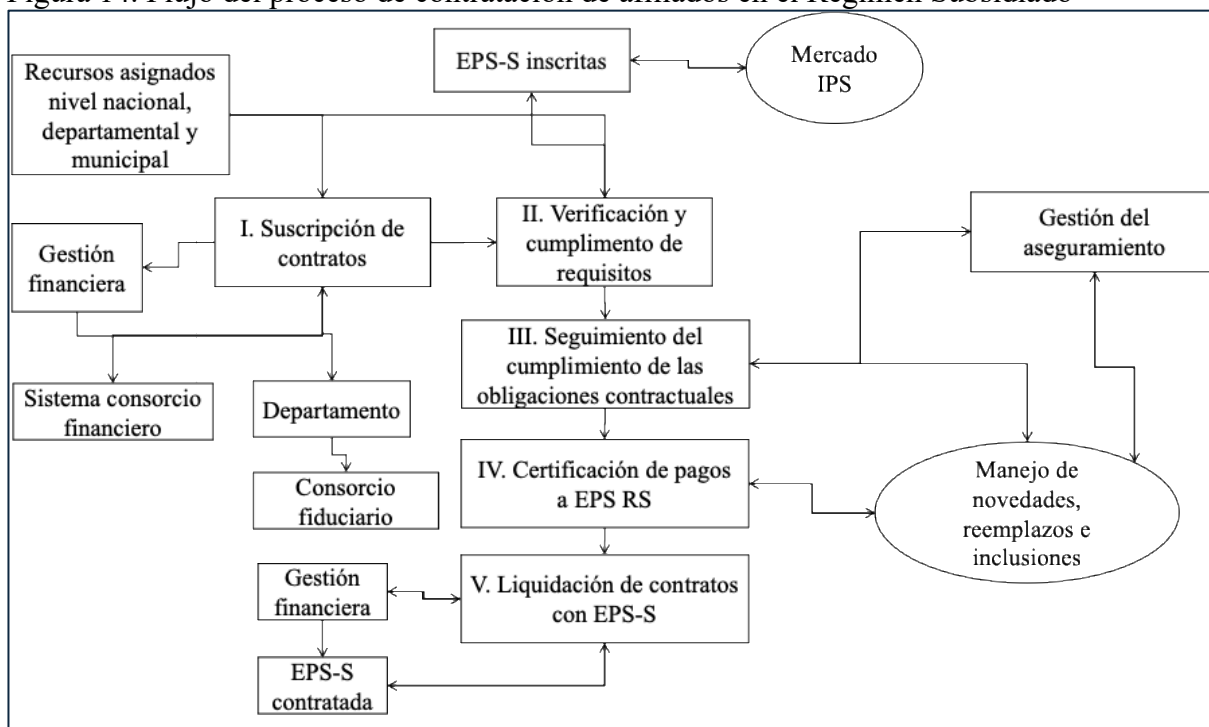 Figura 14. Flujo del proceso de contratación de afiliados en el Régimen Subsidiado
Recursos asignados
nivel nacional,
departamental y
municipal
EPS-S inscritas
Mercado
IPS
I. Suscripción de
contratos
II. Verificación y
cumplimento de
requisitos
Gestión del
aseguramiento
Gestión
financiera
III. Seguimiento del
cumplimiento de las
obligaciones contractuales
Sistema consorcio
financiero
Departamento
IV. Certificación de pagos
a EPS RS
Manejo de
novedades,
reemplazos e
inclusiones
Consorcio
fiduciario
Gestión
financiera
V. Liquidación de contratos
con EPS-S
EPS-S
contratada